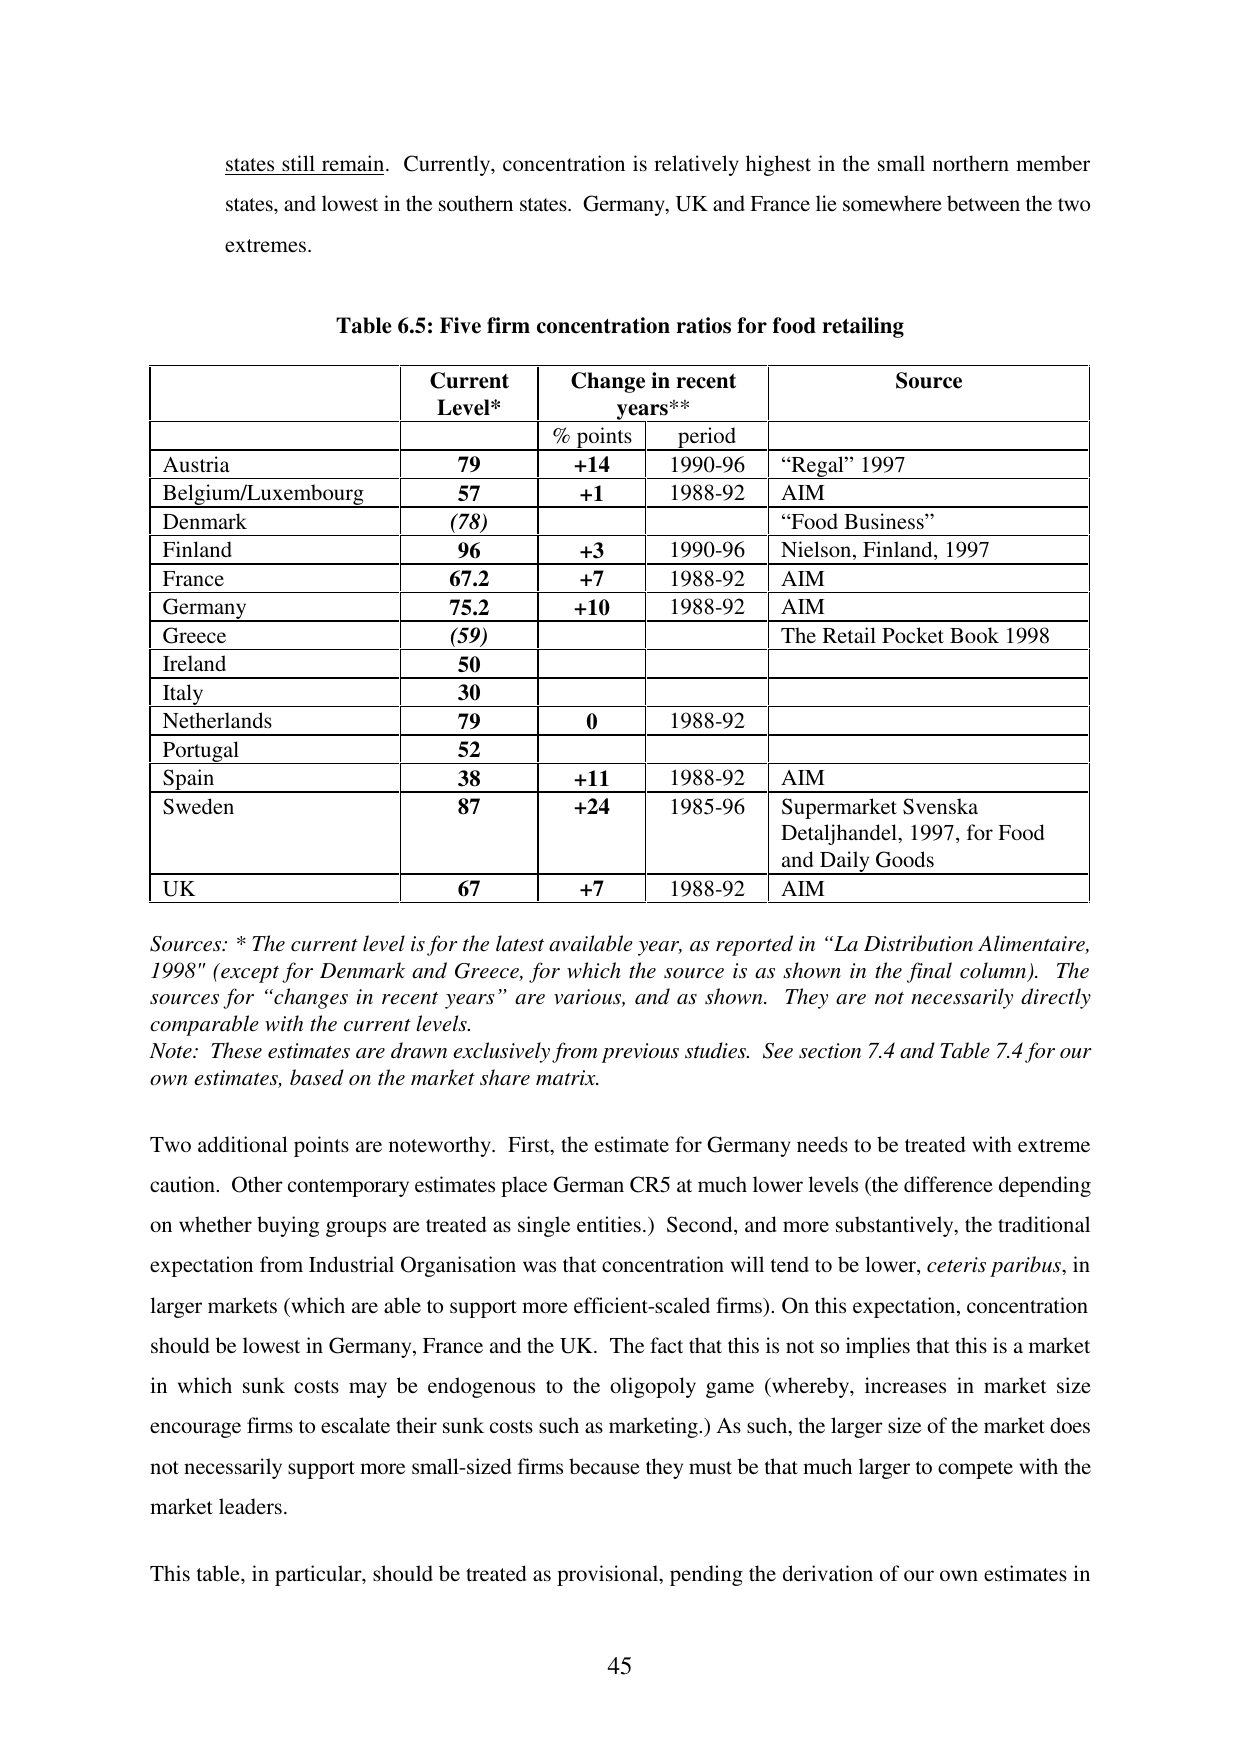 states still remain. Currently, concentration is relatively highest in the small northern member
states, and lowest in the southern states. Germany, UK and France lie somewhere between the two
extremes.
Table 6.5: Five firm concentration ratios for food retailing
Current Level* Change in recent years** Source
% points period
Austria 79 +14 1990-96 “Regal” 1997
Belgium/Luxembourg 57 +1 1988-92 AIM
Denmark (78) “Food Business”
Finland 96 +3 1990-96 Nielson, Finland, 1997
France 67.2 +7 1988-92 AIM
Germany 75.2 +10 1988-92 AIM
Greece (59) The Retail Pocket Book 1998
Ireland 50
Italy 30
Netherlands 79 0 1988-92
Portugal 52
Spain 38 +11 1988-92 AIM
Sweden 87 +24 1985-96 Supermarket Svenska
Detaljhandel, 1997, for Food
and Daily Goods
UK 67 +7 1988-92 AIM
Sources: * The current level is for the latest available year, as reported in “La Distribution Alimentaire,
1998" (except for Denmark and Greece, for which the source is as shown in the final column). The
sources for “changes in recent years” are various, and as shown. They are not necessarily directly
comparable with the current levels.
Note: These estimates are drawn exclusively from previous studies. See section 7.4 and Table 7.4 for our
own estimates, based on the market share matrix.
Two additional points are noteworthy. First, the estimate for Germany needs to be treated with extreme
caution. Other contemporary estimates place German CR5 at much lower levels (the difference depending
on whether buying groups are treated as single entities.) Second, and more substantively, the traditional
expectation from Industrial Organisation was that concentration will tend to be lower, ceteris paribus, in
larger markets (which are able to support more efficient-scaled firms). On this expectation, concentration
should be lowest in Germany, France and the UK. The fact that this is not so implies that this is a market
in which sunk costs may be endogenous to the oligopoly game (whereby, increases in market size
encourage firms to escalate their sunk costs such as marketing.) As such, the larger size of the market does
not necessarily support more small-sized firms because they must be that much larger to compete with the
market leaders.
This table, in particular, should be treated as provisional, pending the derivation of our own estimates in
45